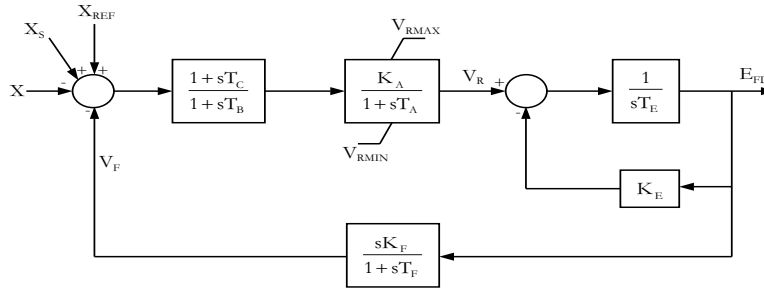 X_REF
V_RMAX
X_S
+ +
-
1 + sT_C
1 + sT_B
K_A
1 + sT_A
V_R
+
1
sT_E
E_FD
X
-
-
V_RMIN
V_F
K_E
sK_F
1 + sT_F